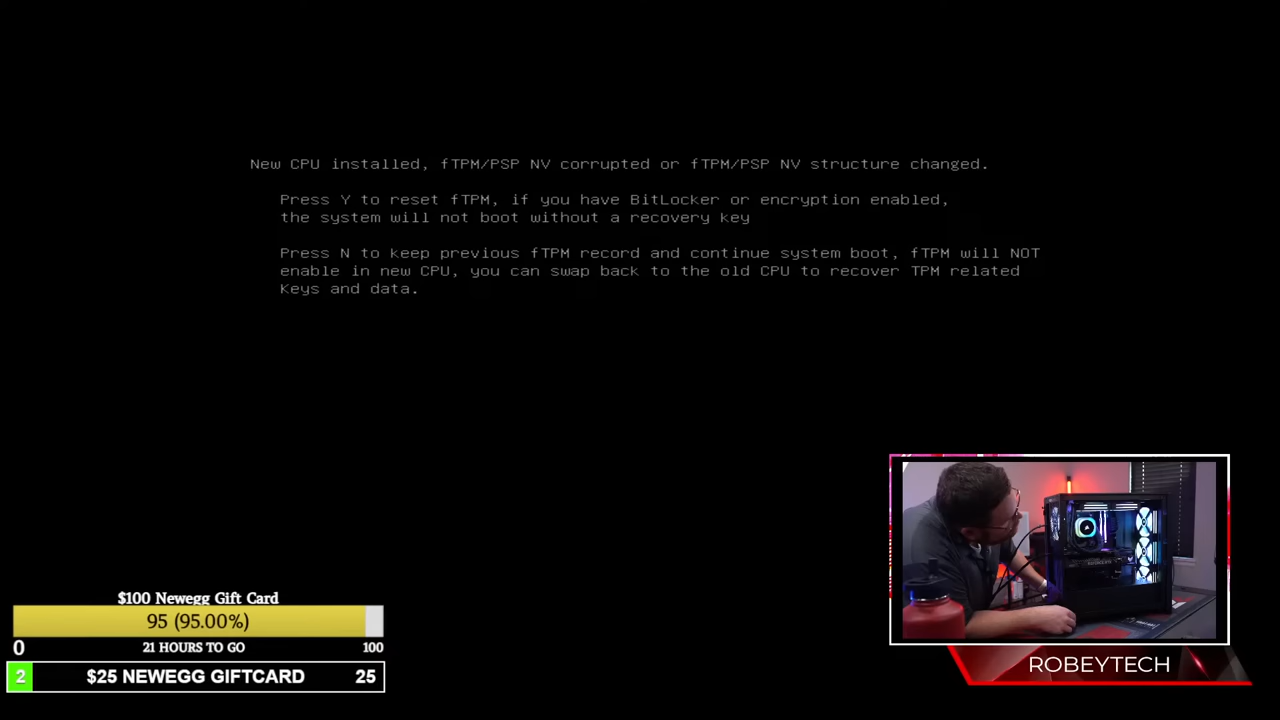 New CPU installed, fTPM/PSP NV corrupted or fTPM/PSP NV structure changed.
Press Y to reset fTPM, if you have BitLocker or encryption enabled,
the system will not boot without a recovery key
Press N to keep previous fTPM record and continue system boot, fTPM will NOT
enable in new CPU, you can swap back to the old CPU to recover TPM related
Keys and data.
$100 Newegg Gift Card
95 (95.00%)
0 21 HOURS TO GO 100
2 $25 NEWEGG GIFTCARD 25
ROBEYTECH